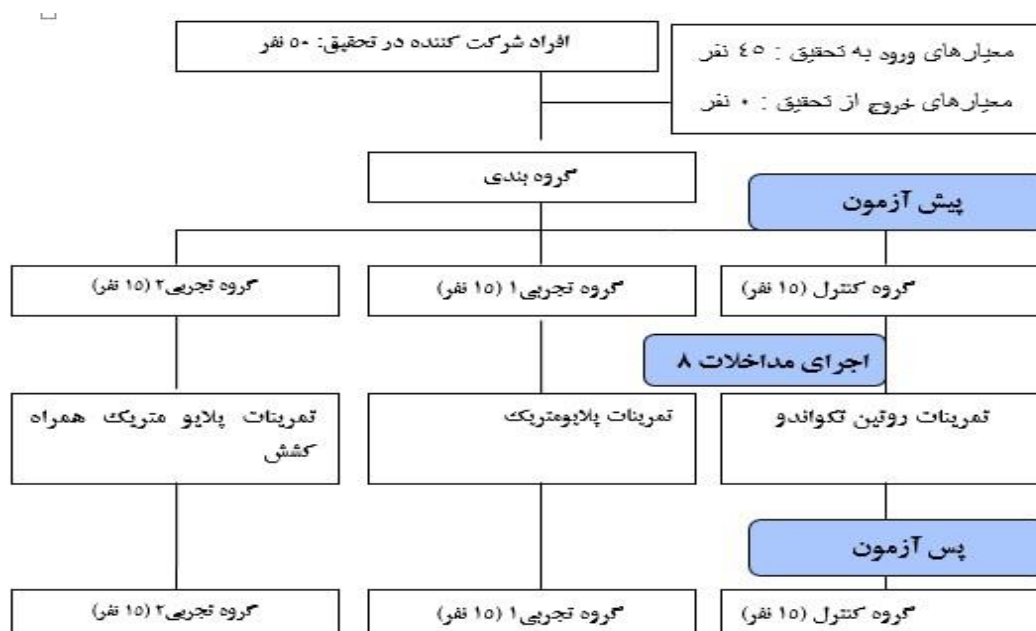 افراد شرکت کننده در تحقیق: ۵۰ نفر
معیارهای ورود به تحقیق : ٤٥ نفر
معیارهای خروج از تحقیق : ۰ نفر
گروه بندی
پیش آزمون
گروه کنترل (۱۵ نفر)
گروه تجربی۱ (۱۵ نفر)
گروه تجربی۲ (۱۵ نفر)
اجرای مداخلات ۸
تمرینات روتین تکواندو
تمرینات پلایومتریک
تمرینات پلایو متریک همراه
کشش
پس آزمون
گروه کنترل (۱۵ نفر)
گروه تجربی۱ (۱۵ نفر)
گروه تجربی۲ (۱۵ نفر)